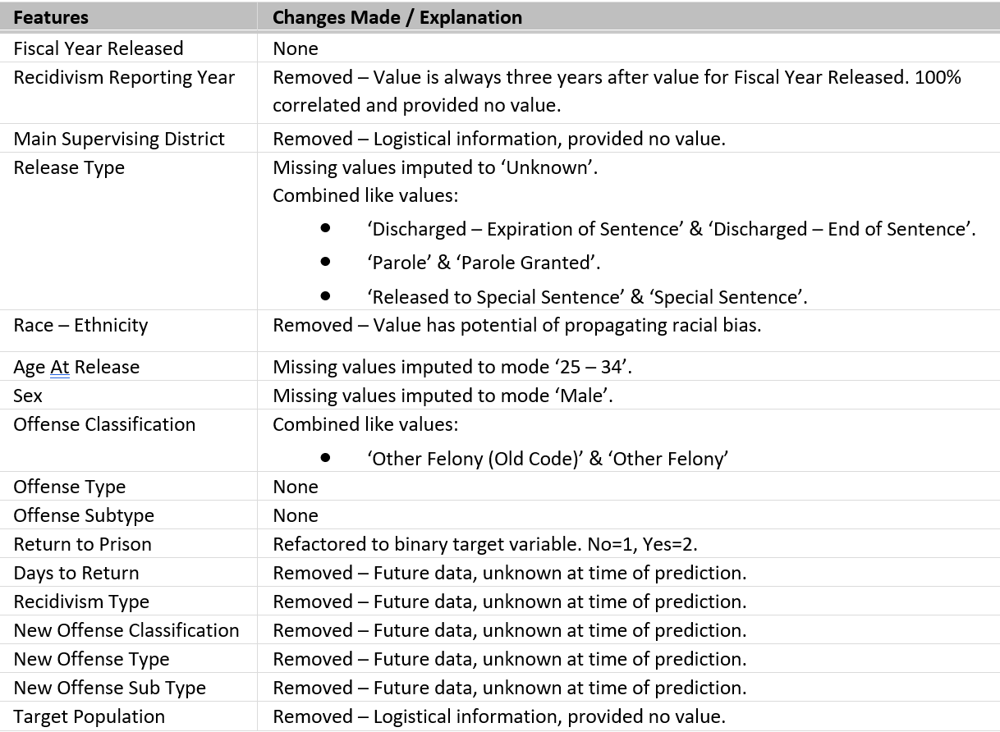 Features Changes Made / Explanation
Fiscal Year Released None
Recidivism Reporting Year Removed – Value is always three years after value for Fiscal Year Released. 100%
correlated and provided no value.
Main Supervising District Removed – Logistical information, provided no value.
Release Type Missing values imputed to ‘Unknown’.
Combined like values:
● ‘Discharged – Expiration of Sentence’ & ‘Discharged – End of Sentence’.
● ‘Parole’ & ‘Parole Granted’.
● ‘Released to Special Sentence’ & ‘Special Sentence’.
Race – Ethnicity Removed – Value has potential of propagating racial bias.
Age At Release Missing values imputed to mode ‘25 – 34’.
Sex Missing values imputed to mode ‘Male’.
Offense Classification Combined like values:
● ‘Other Felony (Old Code)’ & ‘Other Felony’
Offense Type None
Offense Subtype None
Return to Prison Refactored to binary target variable. No=1, Yes=2.
Days to Return Removed – Future data, unknown at time of prediction.
Recidivism Type Removed – Future data, unknown at time of prediction.
New Offense Classification Removed – Future data, unknown at time of prediction.
New Offense Type Removed – Future data, unknown at time of prediction.
New Offense Sub Type Removed – Future data, unknown at time of prediction.
Target Population Removed – Logistical information, provided no value.